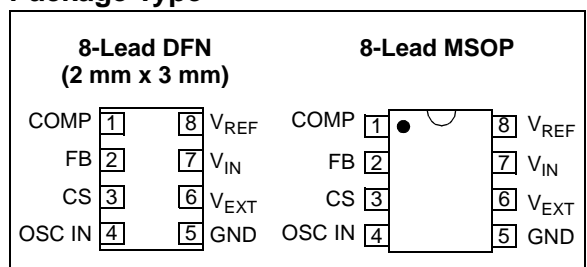 Package Type
8-Lead DFN
(2 mm x 3 mm)
COMP 1 8 VREF
FB 2 7 VIN
CS 3 6 VEXT
OSC IN 4 5 GND
8-Lead MSOP
COMP 1 8 VREF
FB 2 7 VIN
CS 3 6 VEXT
OSC IN 4 5 GND